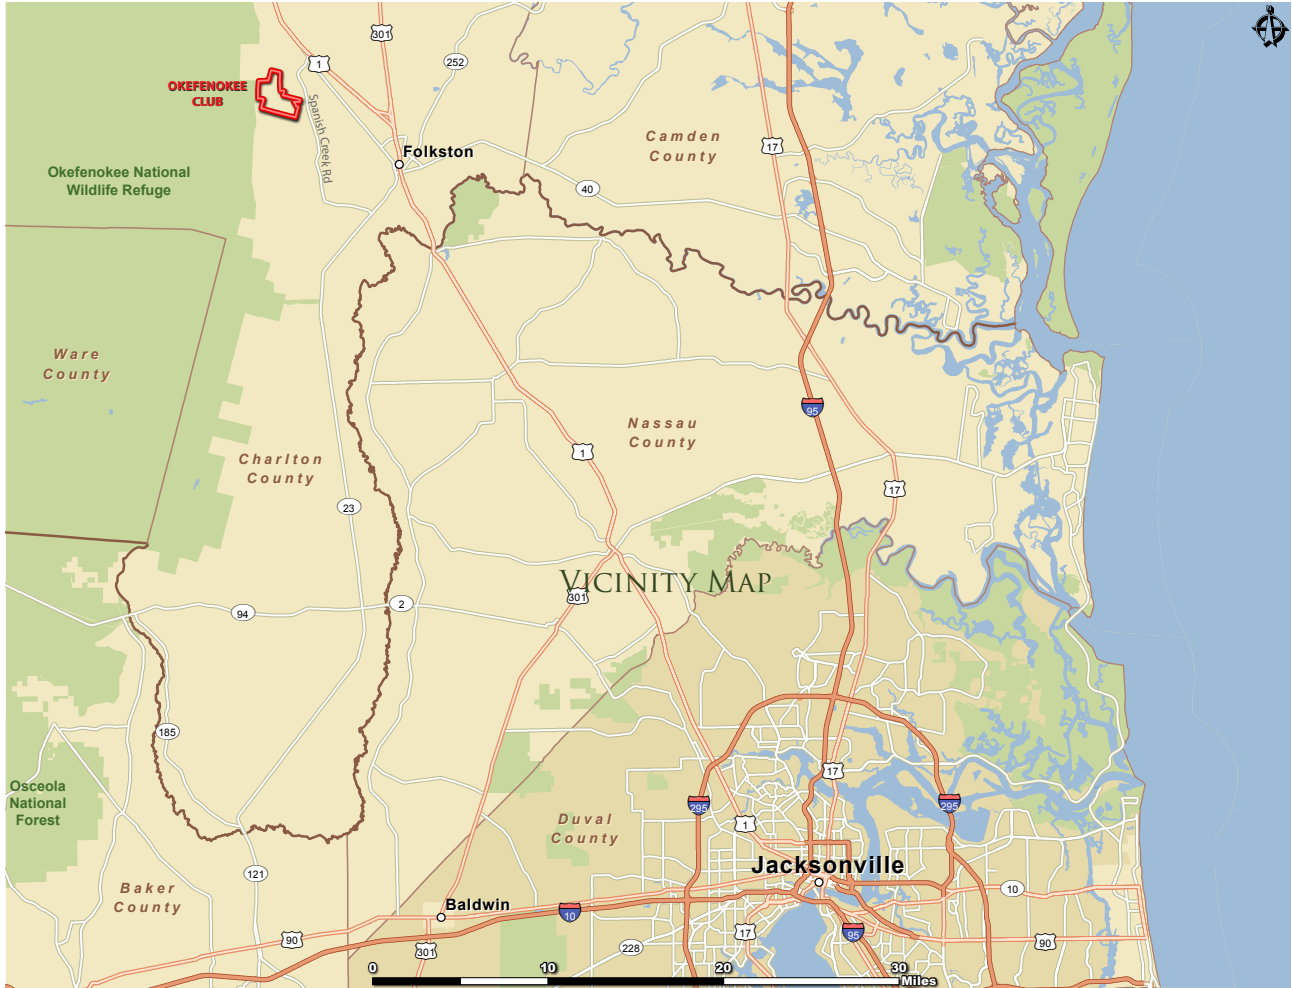 301
1
252
OKEFENOKEE
CLUB
Spanish Creek Rd
Camden
County
17
Folkston
Okefenokee National
Wildlife Refuge
40
Ware
County
95
Nassau
County
1
Charlton
County
17
23
VICINITY MAP
301
2
94
185
17
Osceola
National
Forest
295
295
1
Duval
County
Jacksonville
121
10
Baker
County
Baldwin
10
90
301
228
17
95
90
0
10
20
30
Miles